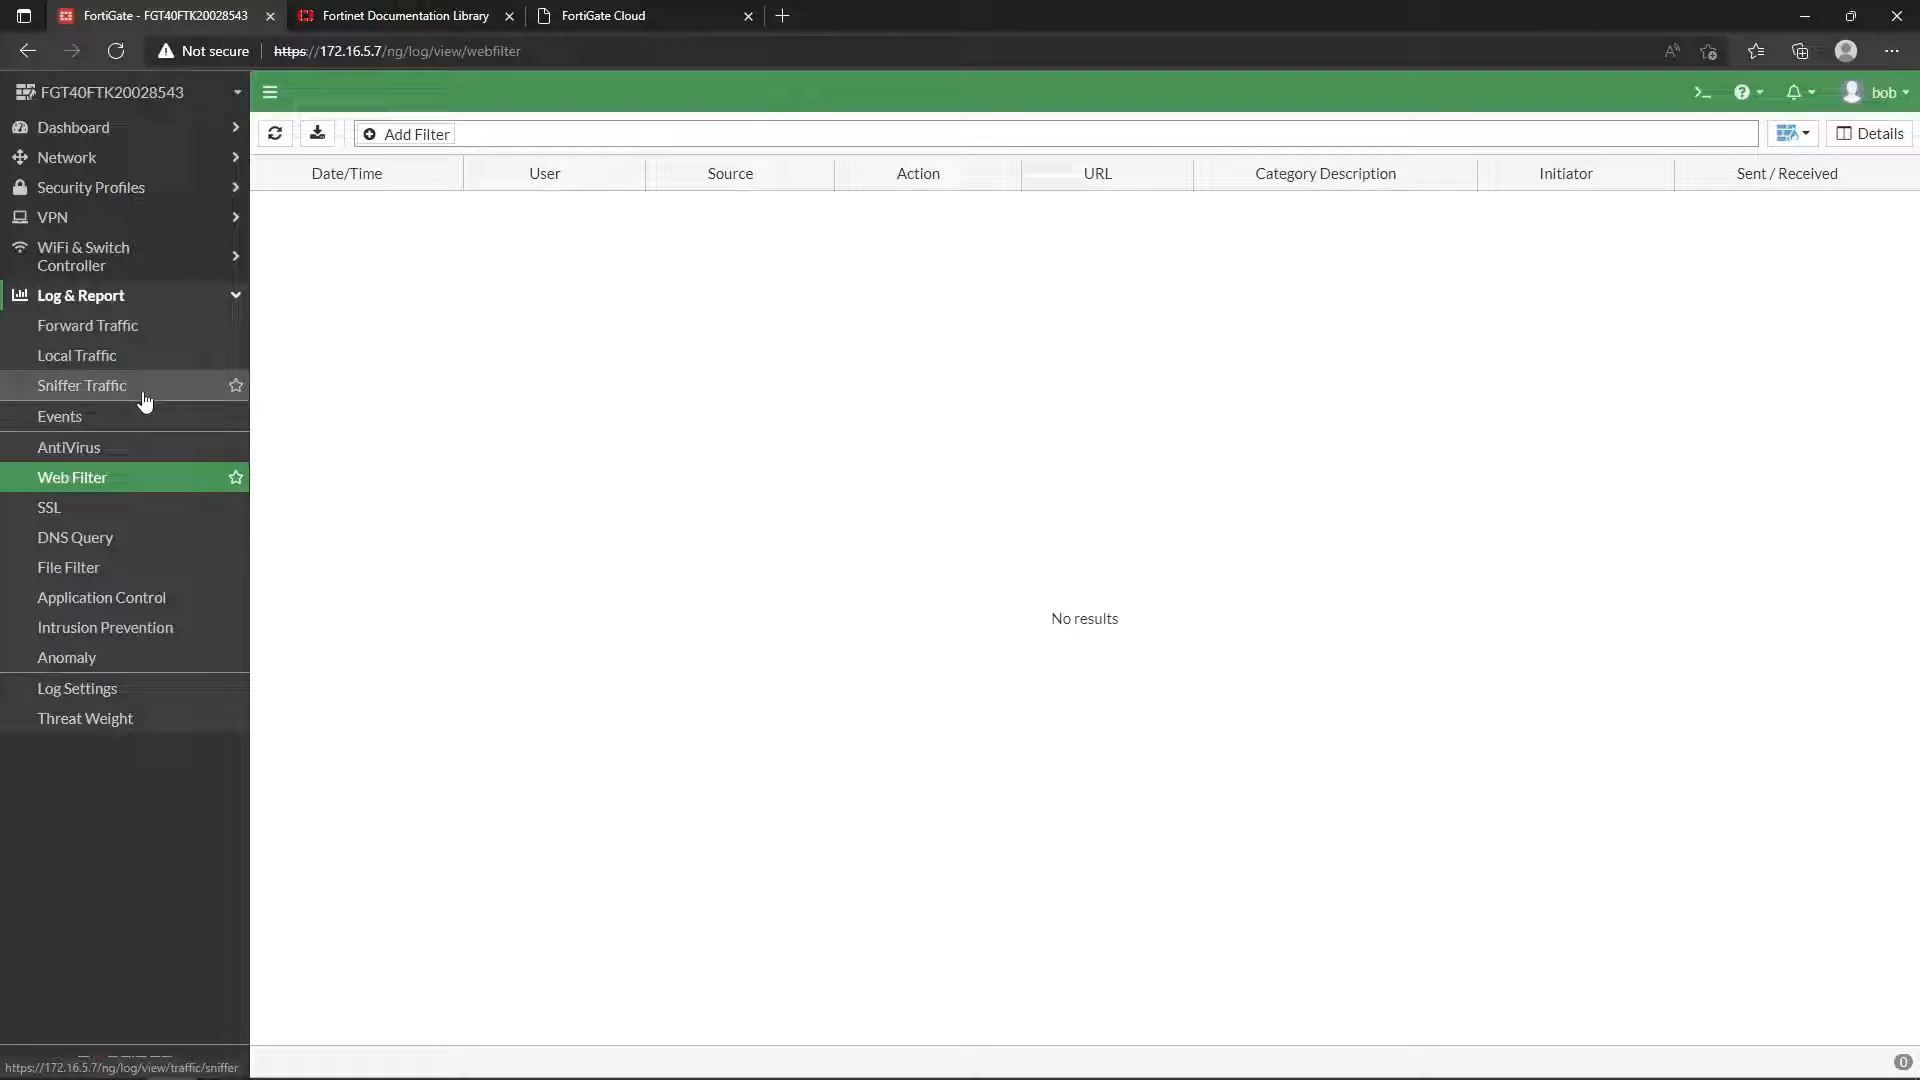 FortiGate - FGT40FTK20028543
Fortinet Documentation Library
FortiGate Cloud
Not secure
https://172.16.5.7/ng/log/view/webfilter
FGT40FTK20028543
bob
Dashboard
Network
Security Profiles
VPN
WiFi & Switch
Controller
Log & Report
Forward Traffic
Local Traffic
Sniffer Traffic
Events
AntiVirus
Web Filter
SSL
DNS Query
File Filter
Application Control
Intrusion Prevention
Anomaly
Log Settings
Threat Weight
Add Filter
Details
Date/Time
User
Source
Action
URL
Category Description
Initiator
Sent / Received
No results
0
https://172.16.5.7/ng/log/view/traffic/sniffer